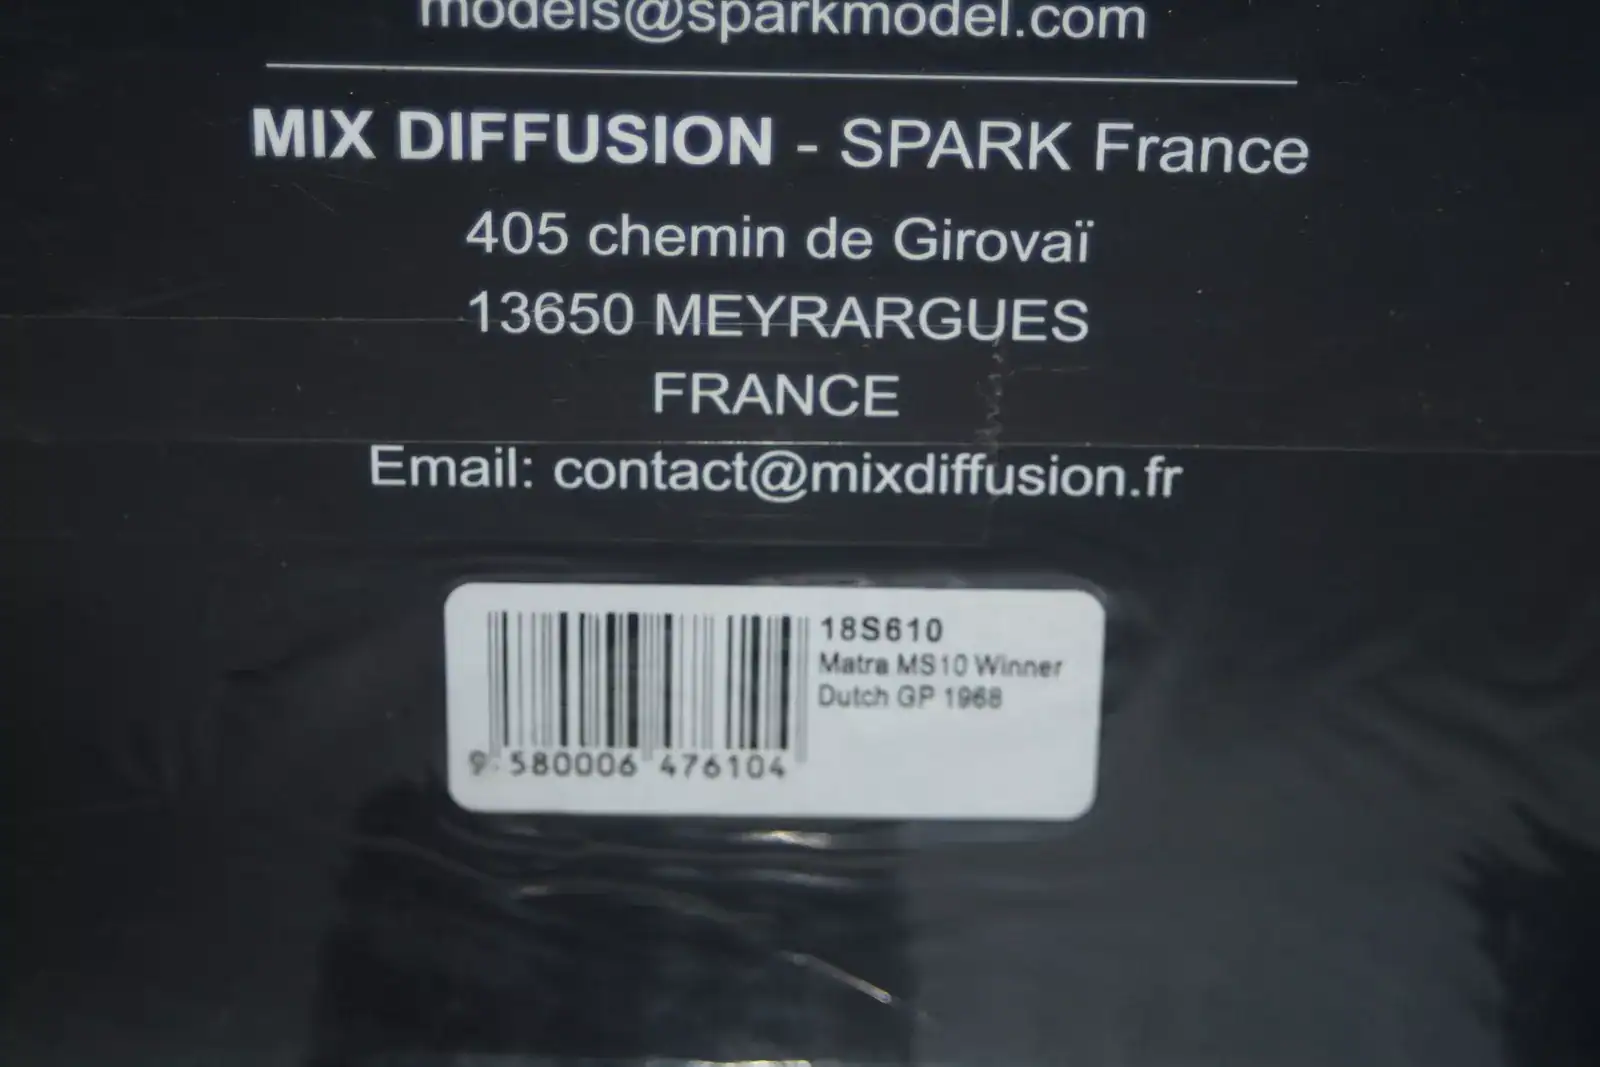 models@sparkmodel.com
MIX DIFFUSION - SPARK France
405 chemin de Girovaï
13650 MEYRARGUES
FRANCE
Email: contact@mixdiffusion.fr
18S610
Matra MS10 Winner
Dutch GP 1968
9 580006 476104